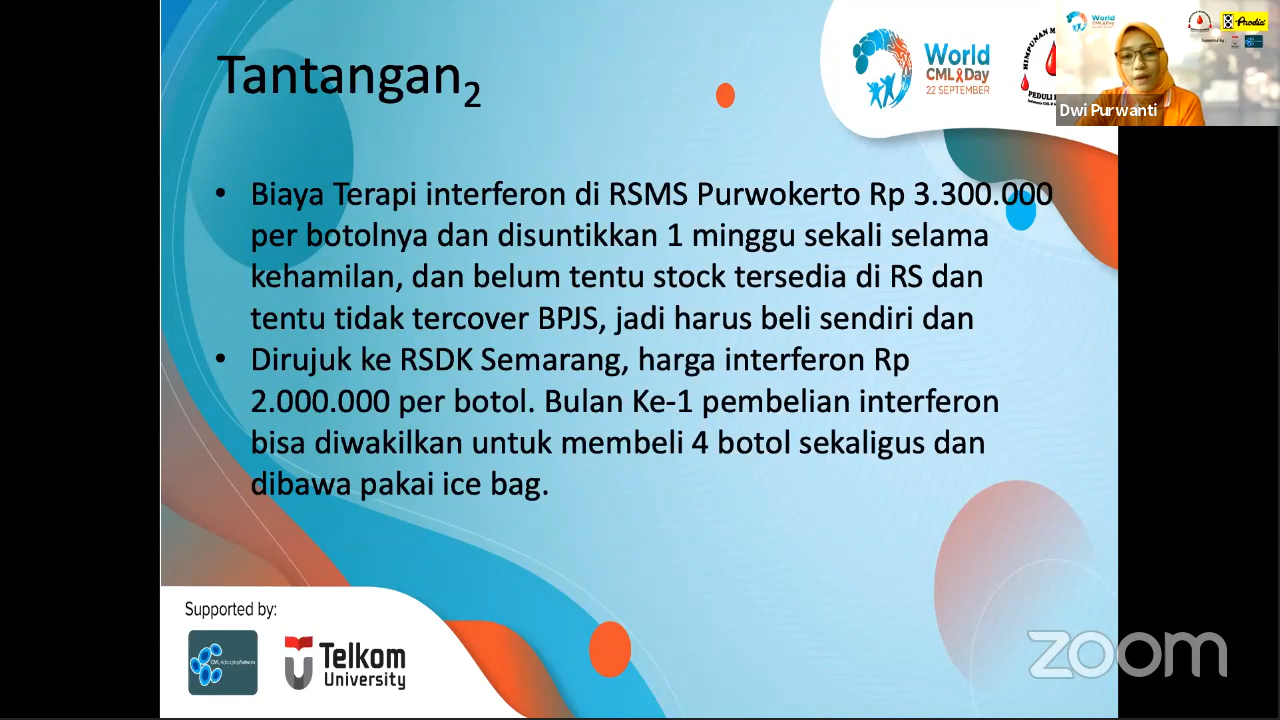 Tantangan2
World
CML Day
22 SEPTEMBER
World
Prodia
Dwi Purwanti
• Biaya Terapi interferon di RSMS Purwokerto Rp 3.300.000
per botolnya dan disuntikkan 1 minggu sekali selama
kehamilan, dan belum tentu stock tersedia di RS dan
tentu tidak tercover BPJS, jadi harus beli sendiri dan
• Dirujuk ke RSDK Semarang, harga interferon Rp
2.000.000 per botol. Bulan Ke-1 pembelian interferon
bisa diwakilkan untuk membeli 4 botol sekaligus dan
dibawa pakai ice bag.
Supported by:
Telkom
University
zoom